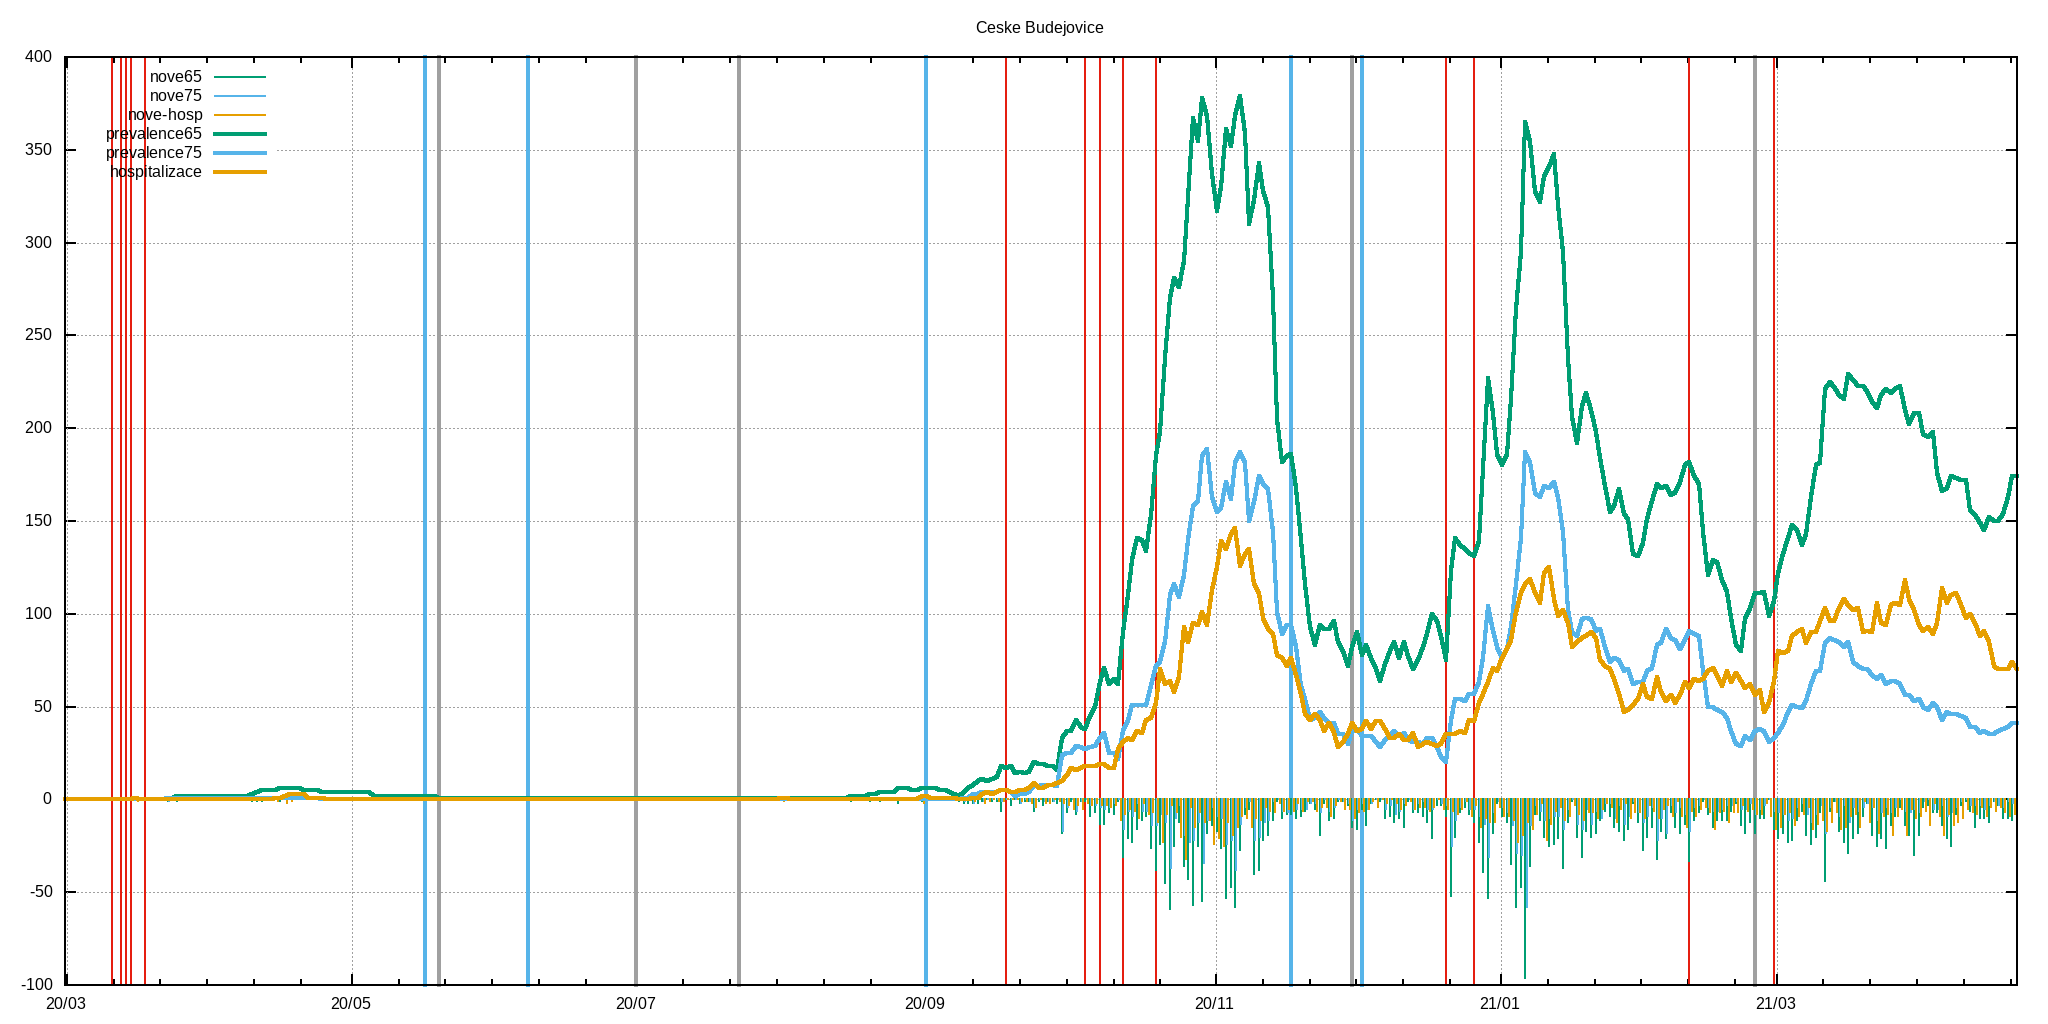 Ceske Budejovice
400
350
300
250
200
150
100
50
0
-50
-100
nove65
nove75
nove-hosp
prevalence65
prevalence75
hospitalizace
20/03 20/05 20/07 20/09 20/11 21/01 21/03